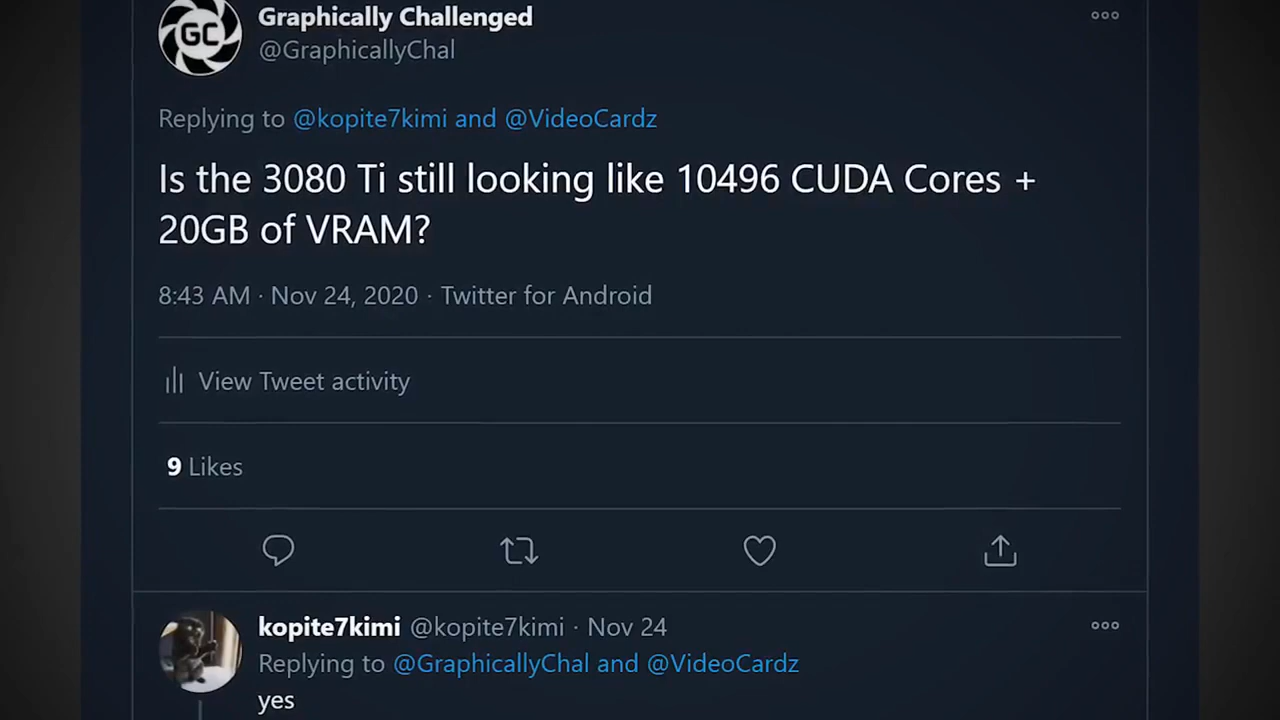 GC
Graphically Challenged
@GraphicallyChal
Replying to @kopite7kimi and @VideoCardz
Is the 3080 Ti still looking like 10496 CUDA Cores +
20GB of VRAM?
8:43 AM · Nov 24, 2020 · Twitter for Android
View Tweet activity
9 Likes
kopite7kimi @kopite7kimi · Nov 24
Replying to @GraphicallyChal and @VideoCardz
yes